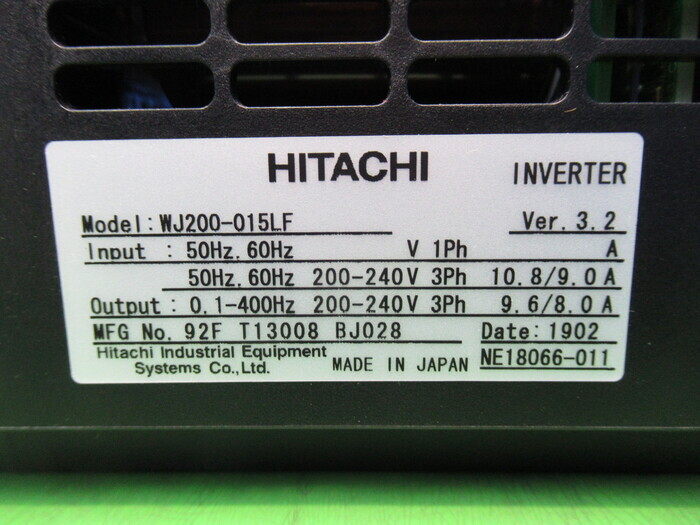 HITACHI INVERTER
Model: WJ200-015LF Ver. 3.2
Input : 50Hz, 60Hz V 1Ph A
50Hz, 60Hz 200-240V 3Ph 10.8/9.0A
Output: 0.1-400Hz 200-240V 3Ph 9.6/8.0A
MFG No. 92F T13008 BJ028 Date: 1902
Hitachi Industrial Equipment
Systems Co., Ltd. MADE IN JAPAN NE18066-011